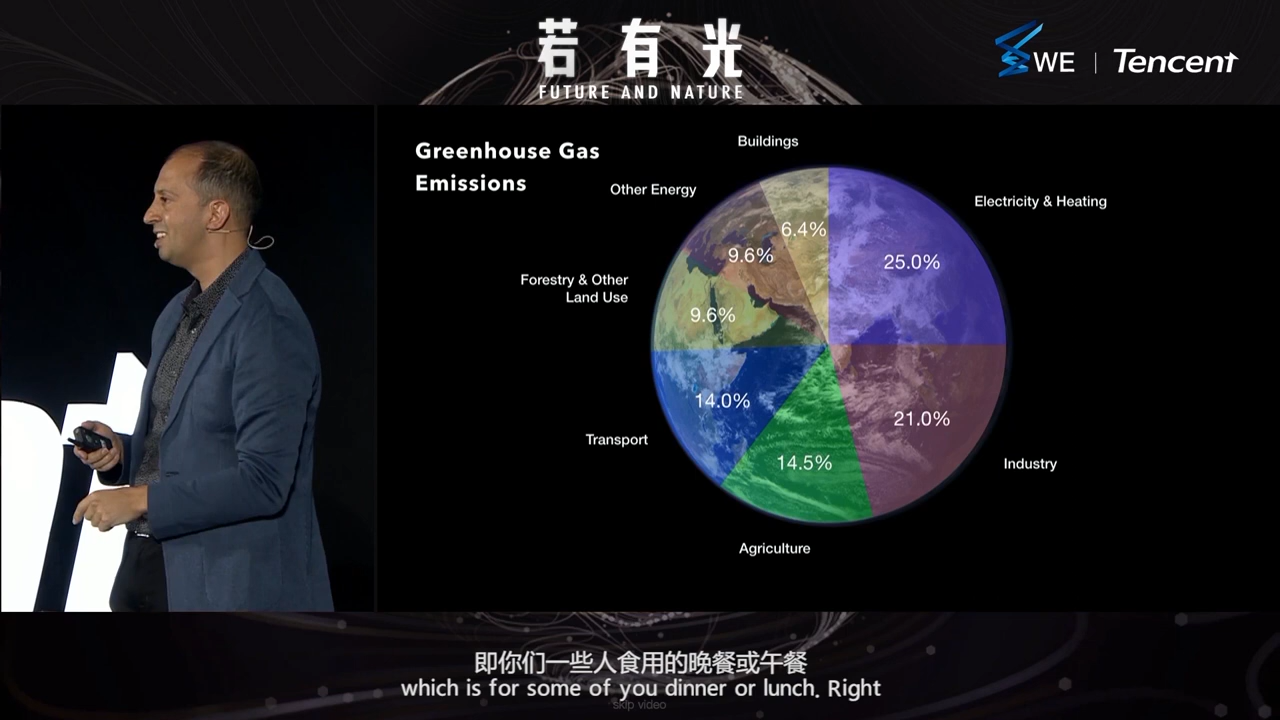 若有光
FUTURE AND NATURE
WE
Tencent
Greenhouse Gas
Emissions
Buildings
Other Energy
Electricity & Heating
6.4%
9.6%
25.0%
Forestry & Other
Land Use
9.6%
14.0%
21.0%
Transport
14.5%
Industry
Agriculture
即你们一些人食用的晚餐或午餐
which is for some of you dinner or lunch. Right
skip video